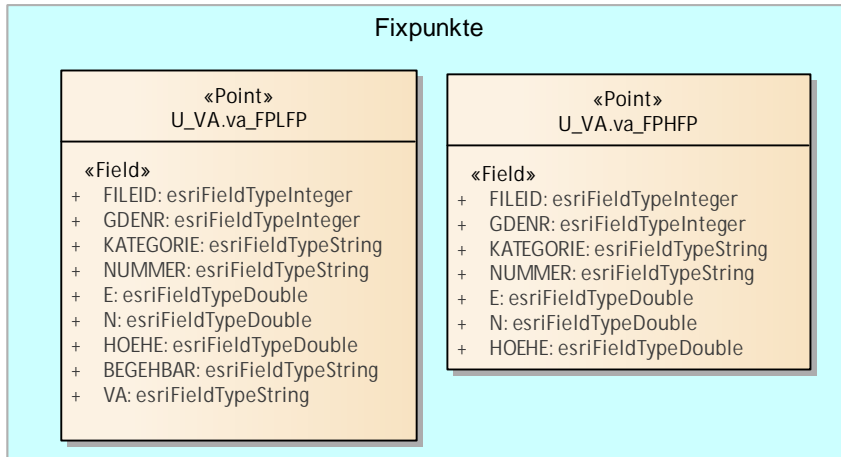 Fixpunkte
«Point»
U_VA.va_FPLFP
«Field»
+ FILEID: esriFieldTypeInteger
+ GDENR: esriFieldTypeInteger
+ KATEGORIE: esriFieldTypeString
+ NUMMER: esriFieldTypeString
+ E: esriFieldTypeDouble
+ N: esriFieldTypeDouble
+ HOEHE: esriFieldTypeDouble
+ BEGEHBAR: esriFieldTypeString
+ VA: esriFieldTypeString
«Point»
U_VA.va_FPHFP
«Field»
+ FILEID: esriFieldTypeInteger
+ GDENR: esriFieldTypeInteger
+ KATEGORIE: esriFieldTypeString
+ NUMMER: esriFieldTypeString
+ E: esriFieldTypeDouble
+ N: esriFieldTypeDouble
+ HOEHE: esriFieldTypeDouble